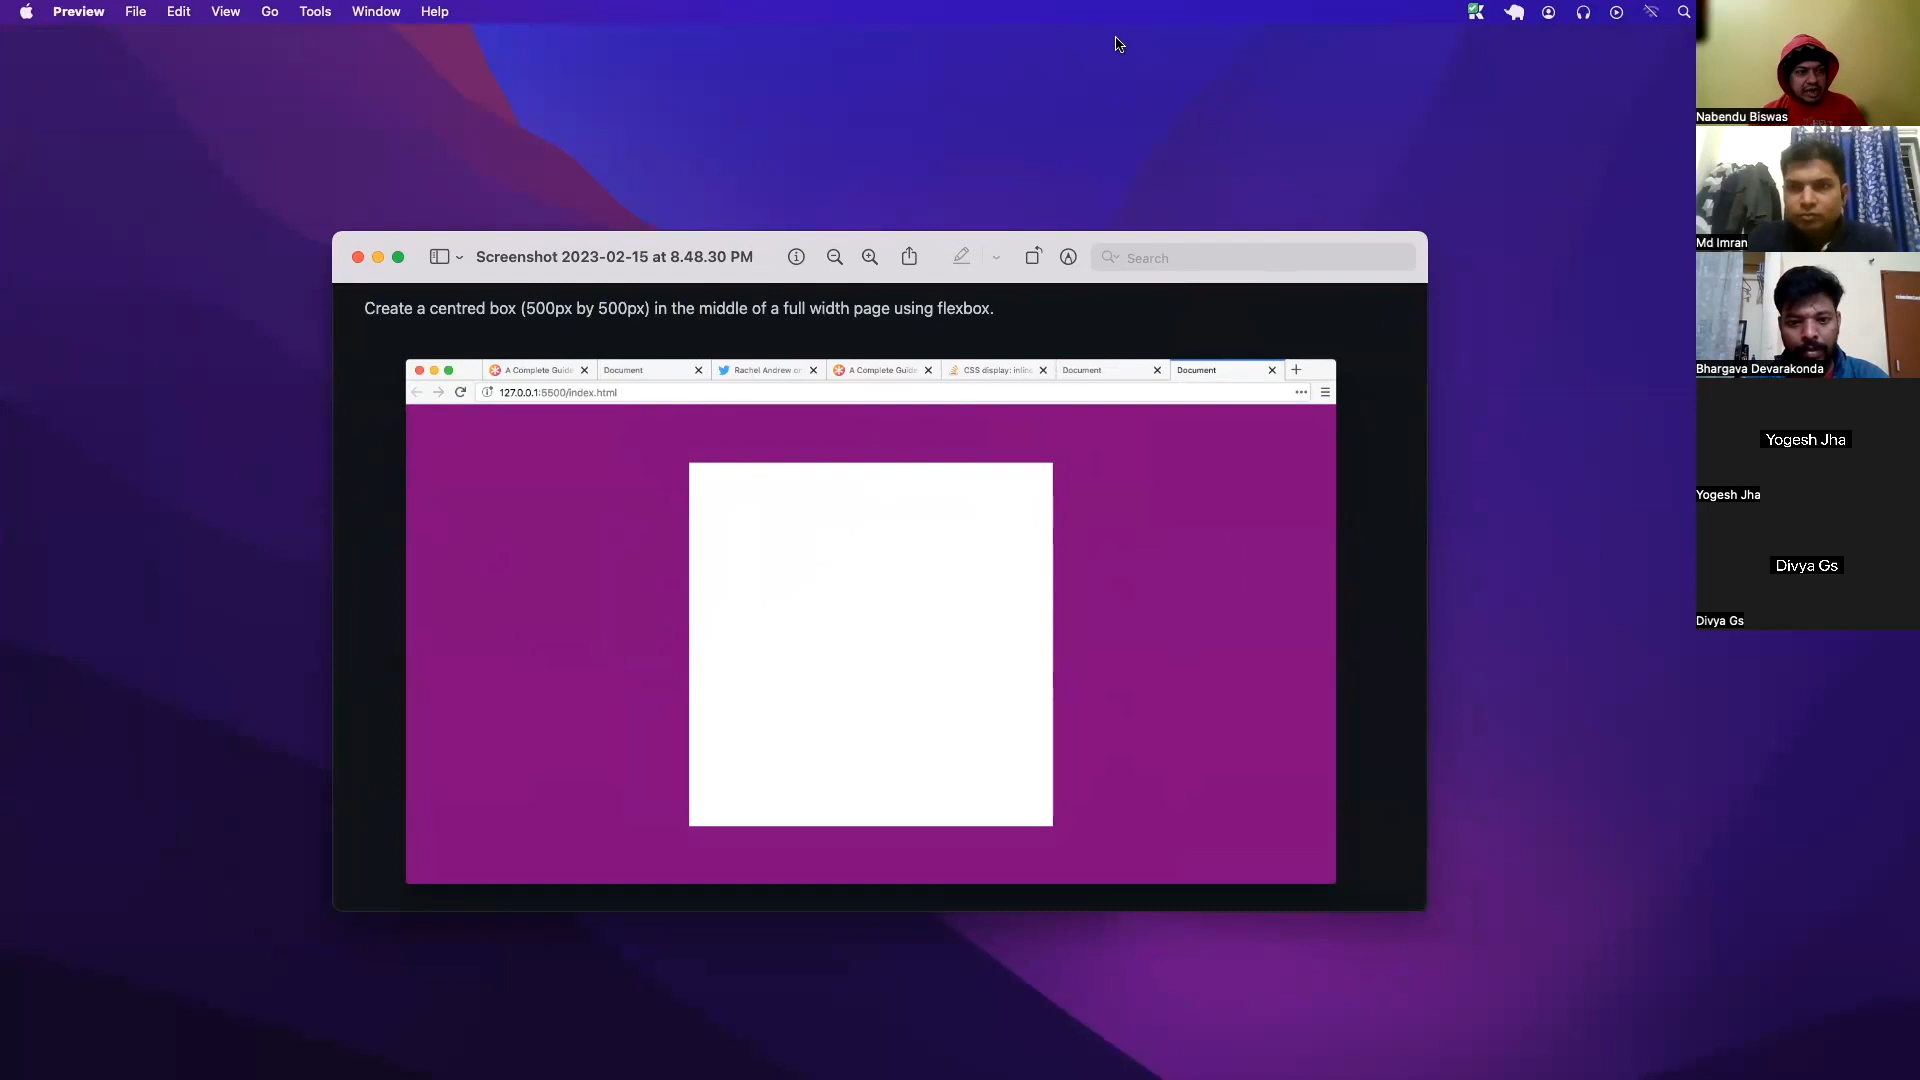 Preview File Edit View Go Tools Window Help
Screenshot 2023-02-15 at 8.48.30 PM
Search
Create a centred box (500px by 500px) in the middle of a full width page using flexbox.
A Complete Guide
Document
Rachel Andrew or
A Complete Guide
CSS display: inline
Document
Document
127.0.0.1:5500/index.html
Nabendu Biswas
Md Imran
Bhargava Devarakonda
Yogesh Jha
Yogesh Jha
Divya Gs
Divya Gs